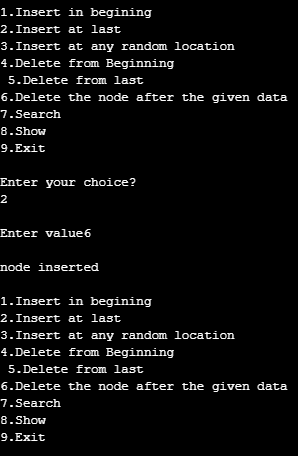 1.Insert in begining
2.Insert at last
3.Insert at any random location
4.Delete from Beginning
5.Delete from last
6.Delete the node after the given data
7.Search
8.Show
9.Exit
Enter your choice?
2
Enter value6
node inserted
1.Insert in begining
2.Insert at last
3.Insert at any random location
4.Delete from Beginning
5.Delete from last
6.Delete the node after the given data
7.Search
8.Show
9.Exit